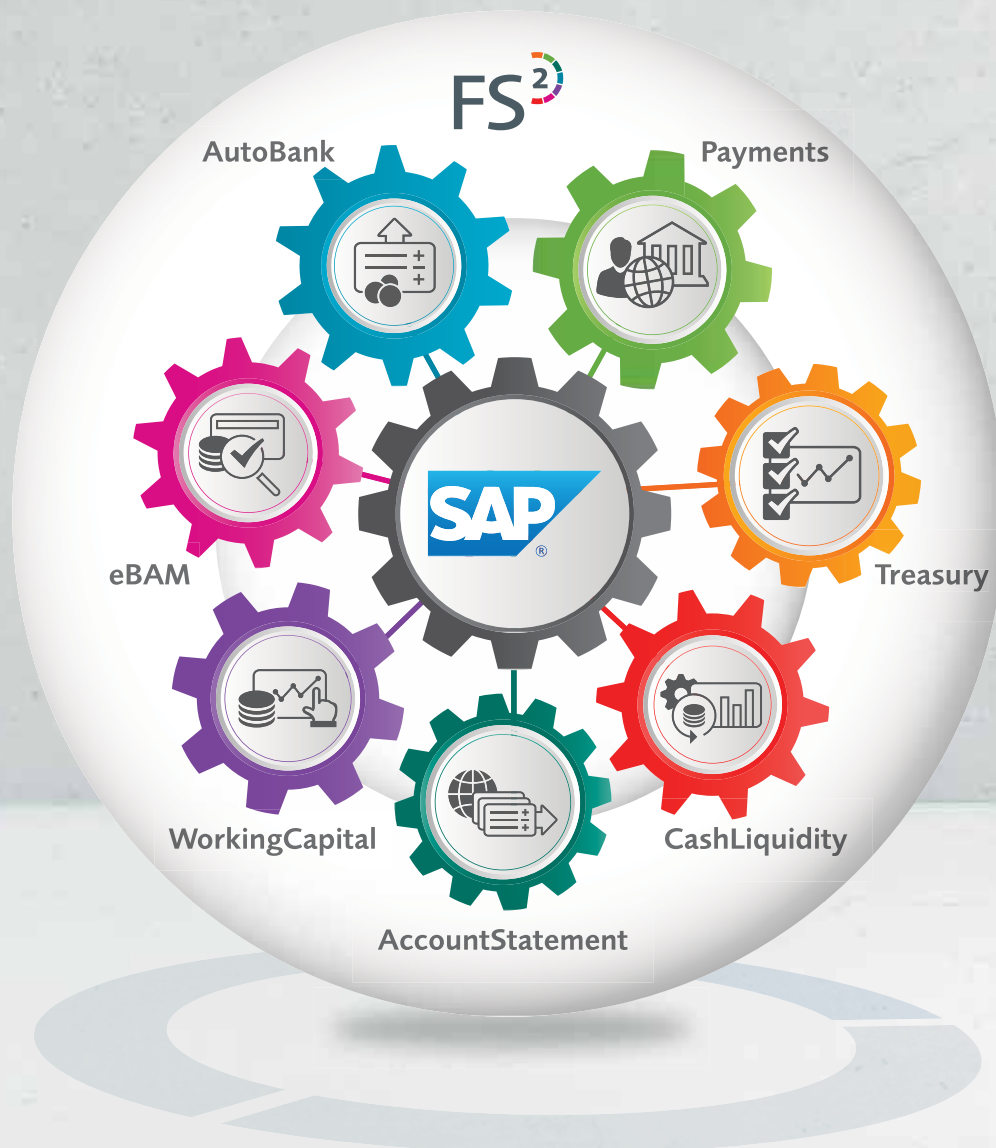 FS²
AutoBank
Payments
SAP®
eBAM
Treasury
WorkingCapital
CashLiquidity
AccountStatement